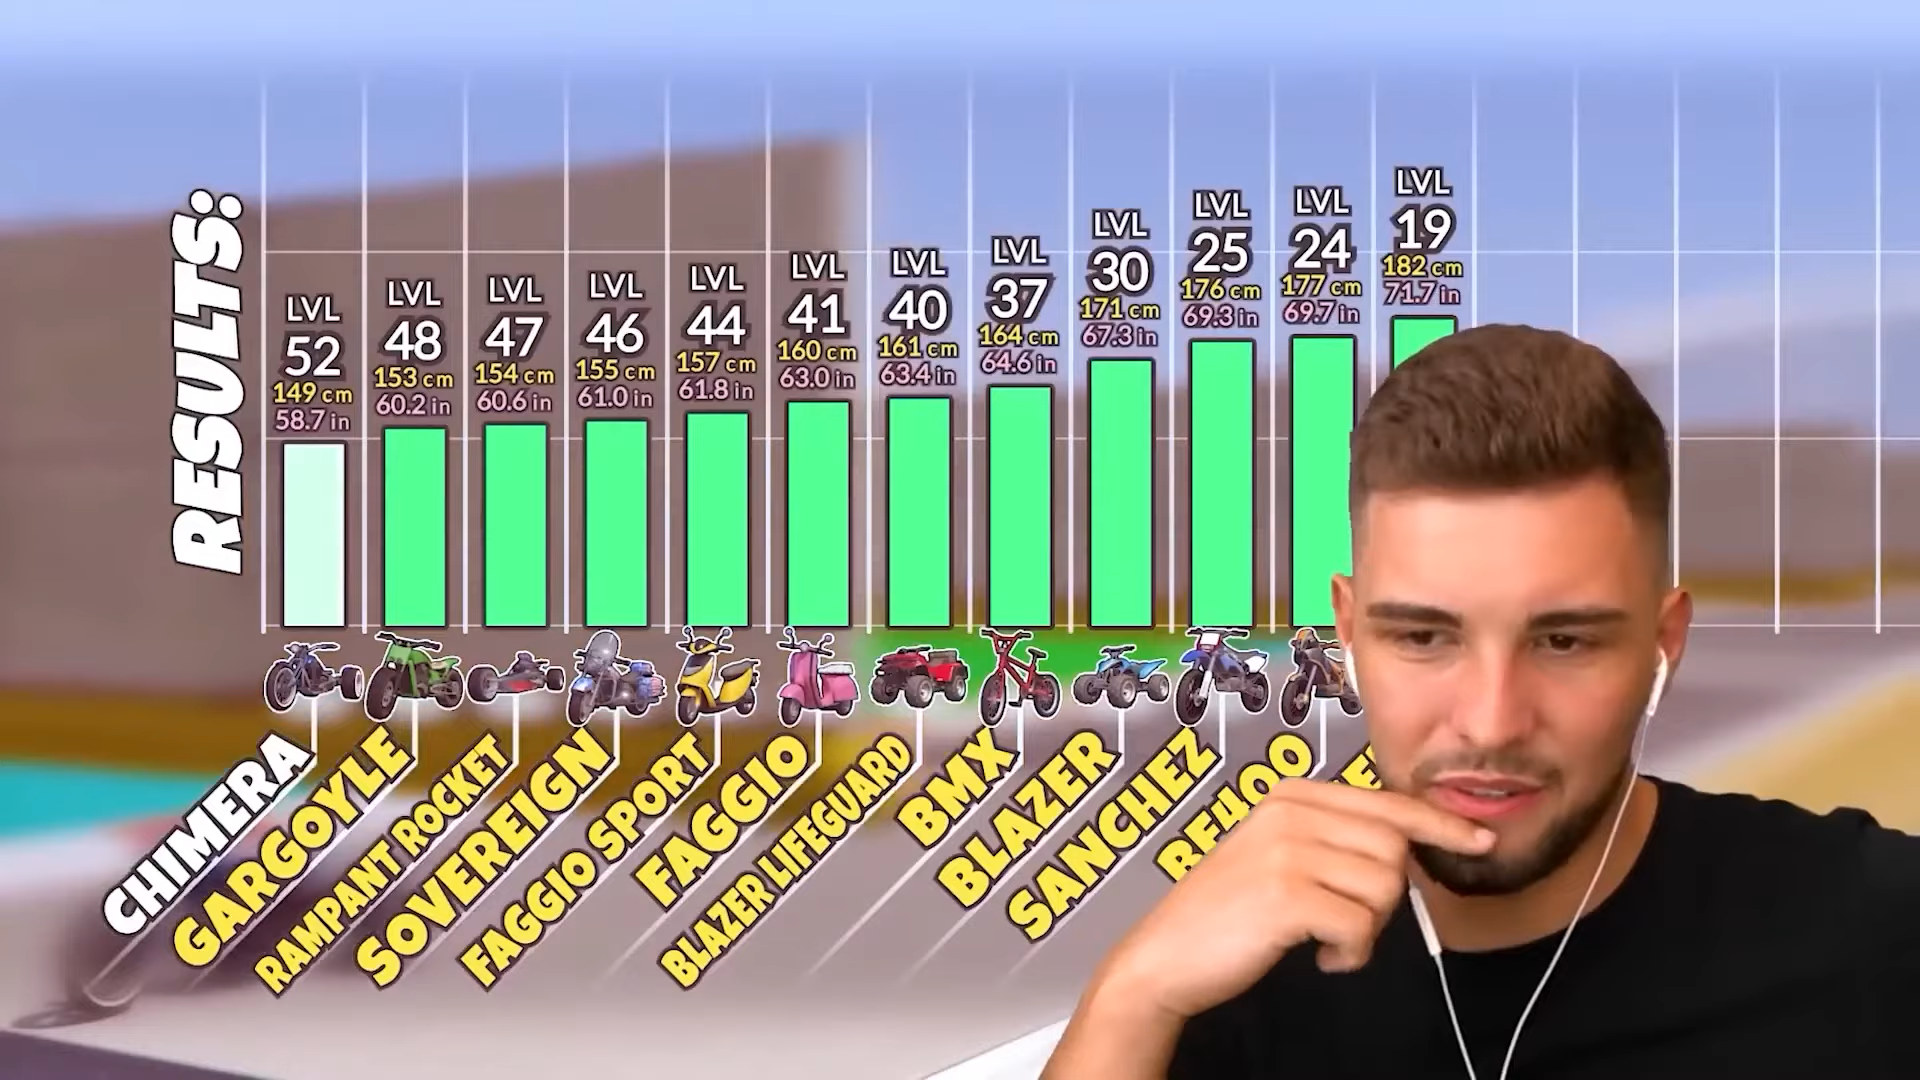 RESULTS:
LVL
52
149 cm
58.7 in
LVL
48
153 cm
60.2 in
LVL
47
154 cm
60.6 in
LVL
46
155 cm
61.0 in
LVL
44
157 cm
61.8 in
LVL
41
160 cm
63.0 in
LVL
40
161 cm
63.4 in
LVL
37
164 cm
64.6 in
LVL
30
171 cm
67.3 in
LVL
25
176 cm
69.3 in
LVL
24
177 cm
69.7 in
LVL
19
182 cm
71.7 in
CHIMERA
GARGOYLE
RAMPANT ROCKET
SOVEREIGN
FAGGIO SPORT
FAGGIO
BLAZER LIFEGUARD
BMX
BLAZER
SANCHEZ
BF400